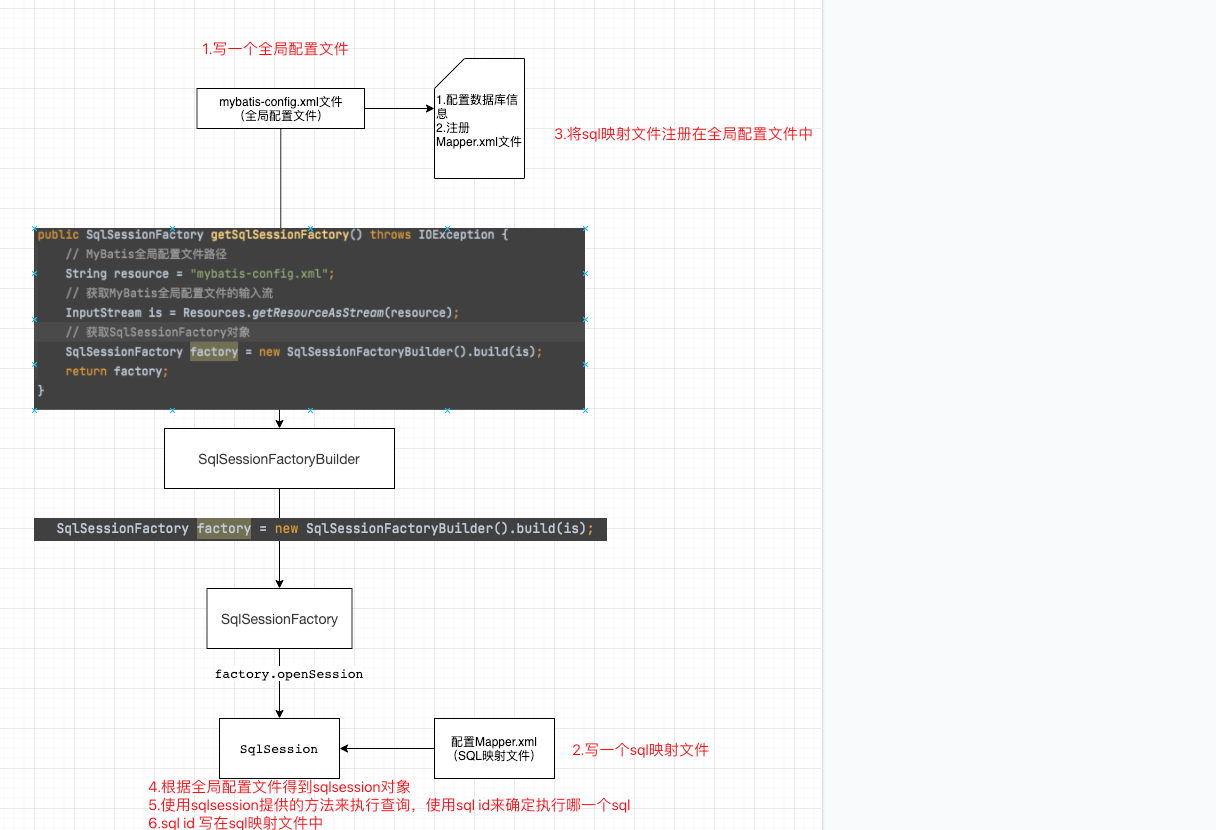 1.写一个全局配置文件
mybatis-config.xml文件
（全局配置文件）
1.配置数据库信
息
2.注册
Mapper.xml文件
3.将sql映射文件注册在全局配置文件中
public SqlSessionFactory getSqlSessionFactory() throws IOException {
// MyBatis全局配置文件路径
String resource = "mybatis-config.xml";
// 获取MyBatis全局配置文件的输入流
InputStream is = Resources.getResourceAsStream(resource);
// 获取SqlSessionFactory对象
SqlSessionFactory factory = new SqlSessionFactoryBuilder().build(is);
return factory;
}
SqlSessionFactoryBuilder
SqlSessionFactory factory = new SqlSessionFactoryBuilder().build(is);
SqlSessionFactory
factory.openSession
SqlSession
配置Mapper.xml
（SQL映射文件）
2.写一个sql映射文件
4.根据全局配置文件得到sqlsession对象
5.使用sqlsession提供的方法来执行查询，使用sql id来确定执行哪一个sql
6.sql id 写在sql映射文件中